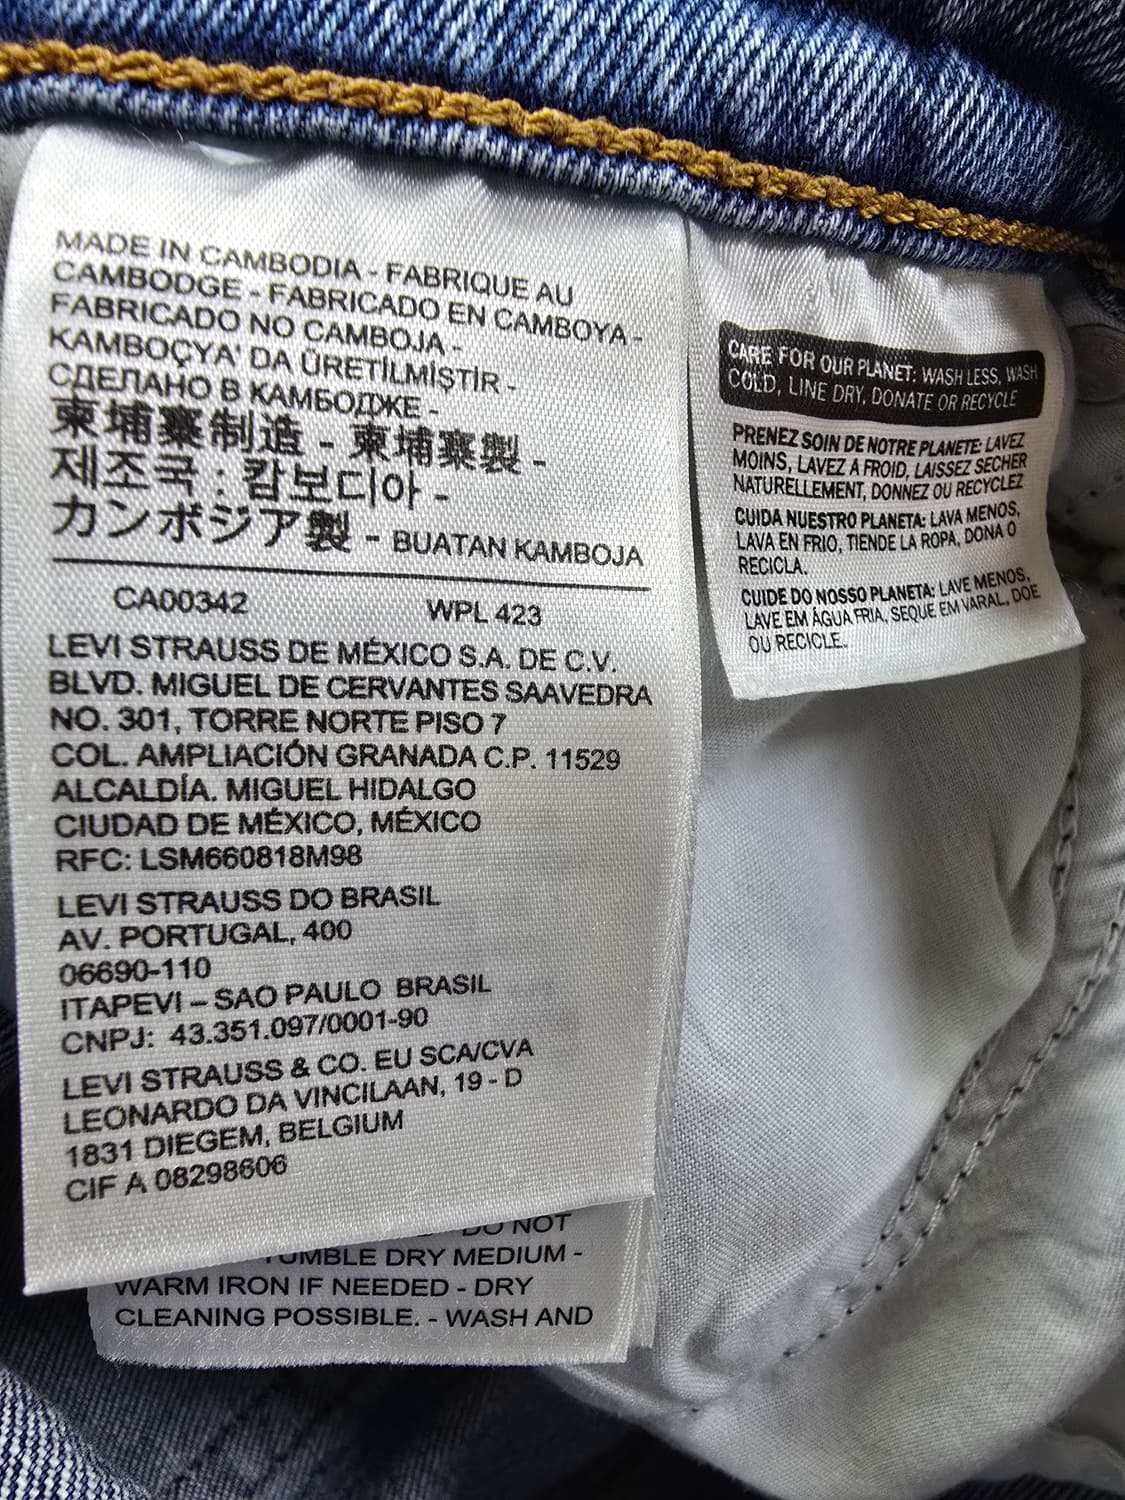 MADE IN CAMBODIA - FABRIQUE AU
CAMBODGE - FABRICADO EN CAMBOYA -
FABRICADO NO CAMBOJA -
KAMBOÇYA' DA ÜRETİLMİŞTİR -
СДЕЛАНО В КАМБОДЖЕ -
柬埔寨制造 - 柬埔寨製 -
제조국 : 캄보디아 -
カンボジア製 - BUATAN KAMBOJA
CA00342 WPL 423
LEVI STRAUSS DE MÉXICO S.A. DE C.V.
BLVD. MIGUEL DE CERVANTES SAAVEDRA
NO. 301, TORRE NORTE PISO 7
COL. AMPLIACIÓN GRANADA C.P. 11529
ALCALDÍA. MIGUEL HIDALGO
CIUDAD DE MÉXICO, MÉXICO
RFC: LSM660818M98
LEVI STRAUSS DO BRASIL
AV. PORTUGAL, 400
06690-110
ITAPEVI – SAO PAULO BRASIL
CNPJ: 43.351.097/0001-90
LEVI STRAUSS & CO. EU SCA/CVA
LEONARDO DA VINCILAAN, 19 - D
1831 DIEGEM, BELGIUM
CIF A 08298606
DO NOT
TUMBLE DRY MEDIUM -
WARM IRON IF NEEDED - DRY
CLEANING POSSIBLE. - WASH AND
CARE FOR OUR PLANET: WASH LESS, WASH
COLD, LINE DRY, DONATE OR RECYCLE
PRENEZ SOIN DE NOTRE PLANETE: LAVEZ
MOINS, LAVEZ A FROID, LAISSEZ SECHER
NATURELLEMENT, DONNEZ OU RECYCLEZ
CUIDA NUESTRO PLANETA: LAVA MENOS,
LAVA EN FRIO, TIENDE LA ROPA, DONA O
RECICLA.
CUIDE DO NOSSO PLANETA: LAVE MENOS,
LAVE EM ÁGUA FRIA, SEQUE EM VARAL, DOE
OU RECICLE.